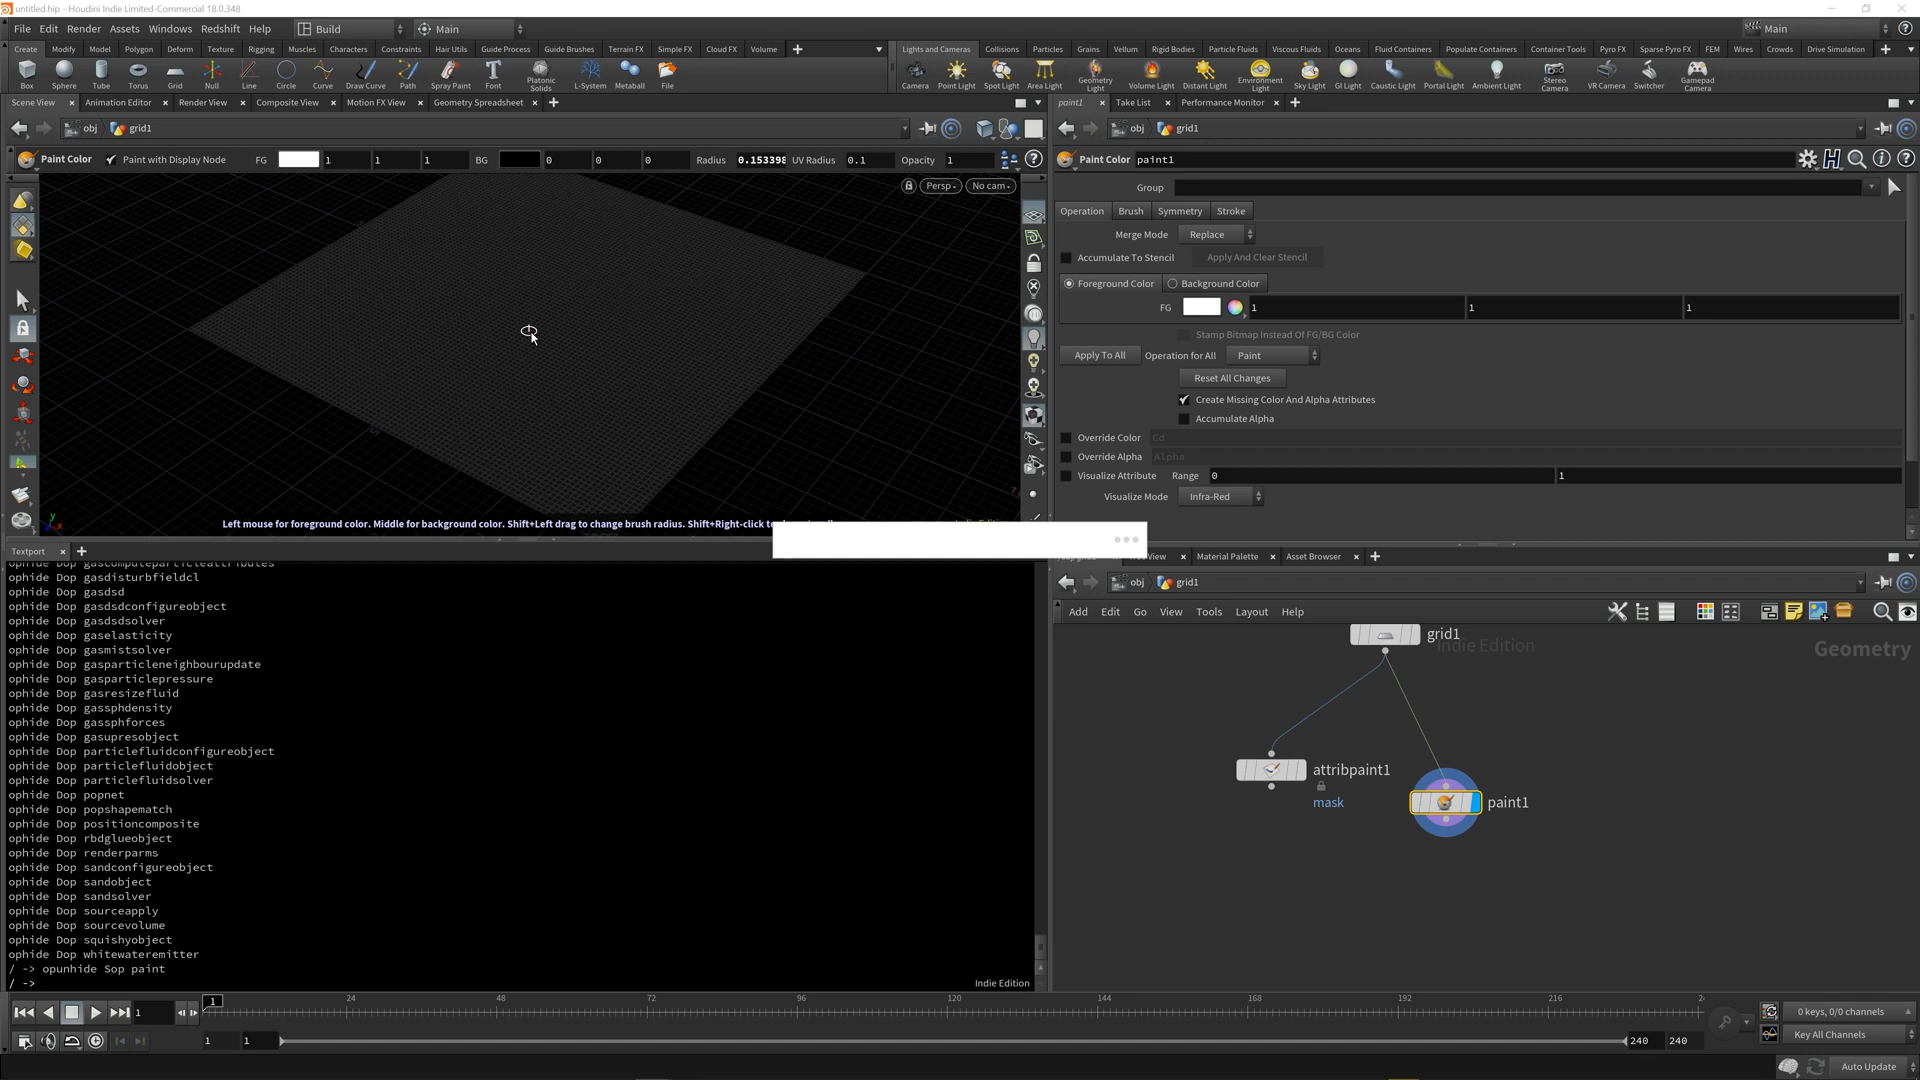 untitled.hip - Houdini Indie Limited-Commercial 18.0.348
File Edit Render Assets Windows Redshift Help Build Main Main
Create Modify Model Polygon Deform Texture Rigging Muscles Characters Constraints Hair Utils Guide Process Guide Brushes Terrain FX Simple FX Cloud FX Volume
Lights and Cameras Collisions Particles Grains Vellum Rigid Bodies Particle Fluids Viscous Fluids Oceans Fluid Containers Populate Containers Container Tools Pyro FX Sparse Pyro FX FEM Wires Crowds Drive Simulation
Box Sphere Tube Torus Grid Null Line Circle Curve Draw Curve Path Spray Paint Font Platonic Solids L-System Metaball File
Camera Point Light Spot Light Area Light Geometry Light Volume Light Distant Light Environment Light Sky Light GI Light Caustic Light Portal Light Ambient Light Stereo Camera VR Camera Switcher Gamepad Camera
Scene View Animation Editor Render View Composite View Motion FX View Geometry Spreadsheet
paint1 Take List Performance Monitor
obj grid1
obj grid1
Paint Color Paint with Display Node FG 1 1 1 BG 0 0 0 Radius 0.153398 UV Radius 0.1 Opacity 1
Paint Color paint1
Persp No cam
Group
Operation Brush Symmetry Stroke
Merge Mode Replace
Accumulate To Stencil Apply And Clear Stencil
Foreground Color Background Color
FG 1 1 1
Stamp Bitmap Instead Of FG/BG Color
Apply To All Operation for All Paint
Reset All Changes
Create Missing Color And Alpha Attributes
Accumulate Alpha
Override Color Cd
Override Alpha Alpha
Visualize Attribute Range 0 1
Visualize Mode Infra-Red
Left mouse for foreground color. Middle for background color. Shift+Left drag to change brush radius. Shift+Right-click
Textport
ophide Dop gascomputeparticleattributes
ophide Dop gasdisturbfieldcl
ophide Dop gasdsd
ophide Dop gasdsdconfigureobject
ophide Dop gasdsdsolver
ophide Dop gaselasticity
ophide Dop gasmistsolver
ophide Dop gasparticleneighbourupdate
ophide Dop gasparticlepressure
ophide Dop gasresizefluid
ophide Dop gassphdensity
ophide Dop gassphforces
ophide Dop gasupresobject
ophide Dop particlefluidconfigureobject
ophide Dop particlefluidobject
ophide Dop particlefluidsolver
ophide Dop popnet
ophide Dop popshapematch
ophide Dop positioncomposite
ophide Dop rbdglueobject
ophide Dop renderparms
ophide Dop sandconfigureobject
ophide Dop sandobject
ophide Dop sandsolver
ophide Dop sourceapply
ophide Dop sourcevolume
ophide Dop squishyobject
ophide Dop whitewateremitter
/ -> opunhide Sop paint
/ ->
Indie Edition
View Material Palette Asset Browser
obj grid1
Add Edit Go View Tools Layout Help
grid1
Indie Edition
Geometry
attribpaint1
mask
paint1
1 1 24 48 72 96 120 144 168 192 216
0 keys, 0/0 channels
1 1 240 240
Key All Channels
Auto Update